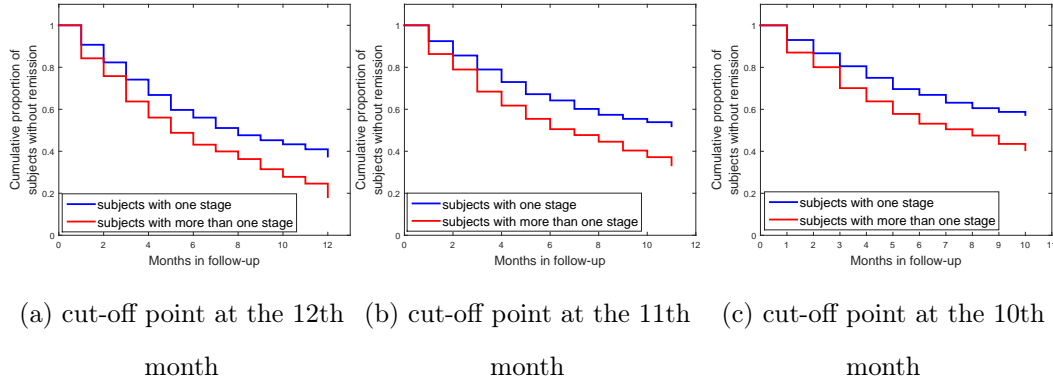 1
0.8
0.6
0.4
0.2
0
0 2 4 6 8 10 12
Cumulative proportion of
subjects without remission
Months in follow-up
subjects with one stage
subjects with more than one stage
1
0.8
0.6
0.4
0.2
0
0 2 4 6 8 10 12
Cumulative proportion of
subjects without remission
Months in follow-up
subjects with one stage
subjects with more than one stage
1
0.8
0.6
0.4
0.2
0
0 1 2 3 4 5 6 7 8 9 10 11
Cumulative proportion of
subjects without remission
Months in follow-up
subjects with one stage
subjects with more than one stage
(a) cut-off point at the 12th
month
(b) cut-off point at the 11th
month
(c) cut-off point at the 10th
month